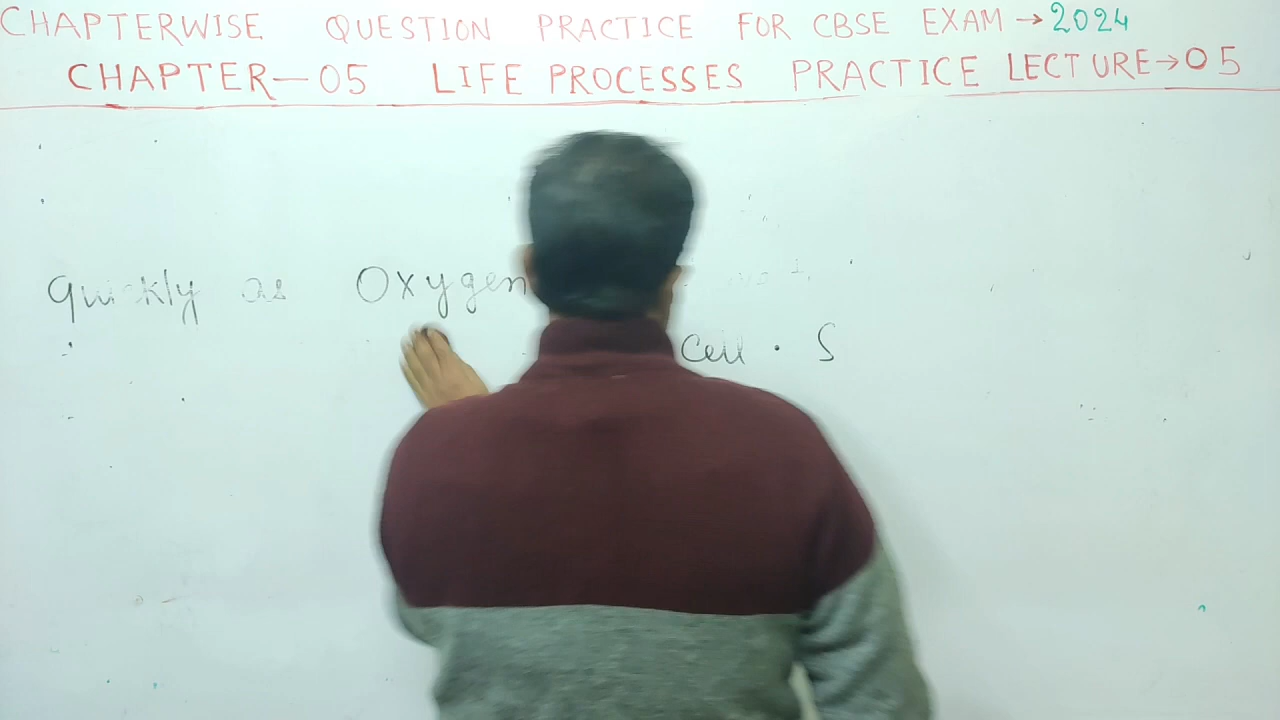 CHAPTERWISE QUESTION PRACTICE FOR CBSE EXAM → 2024
CHAPTER—05 LIFE PROCESSES PRACTICE LECTURE→05
Quickly as Oxygen
Cell . S